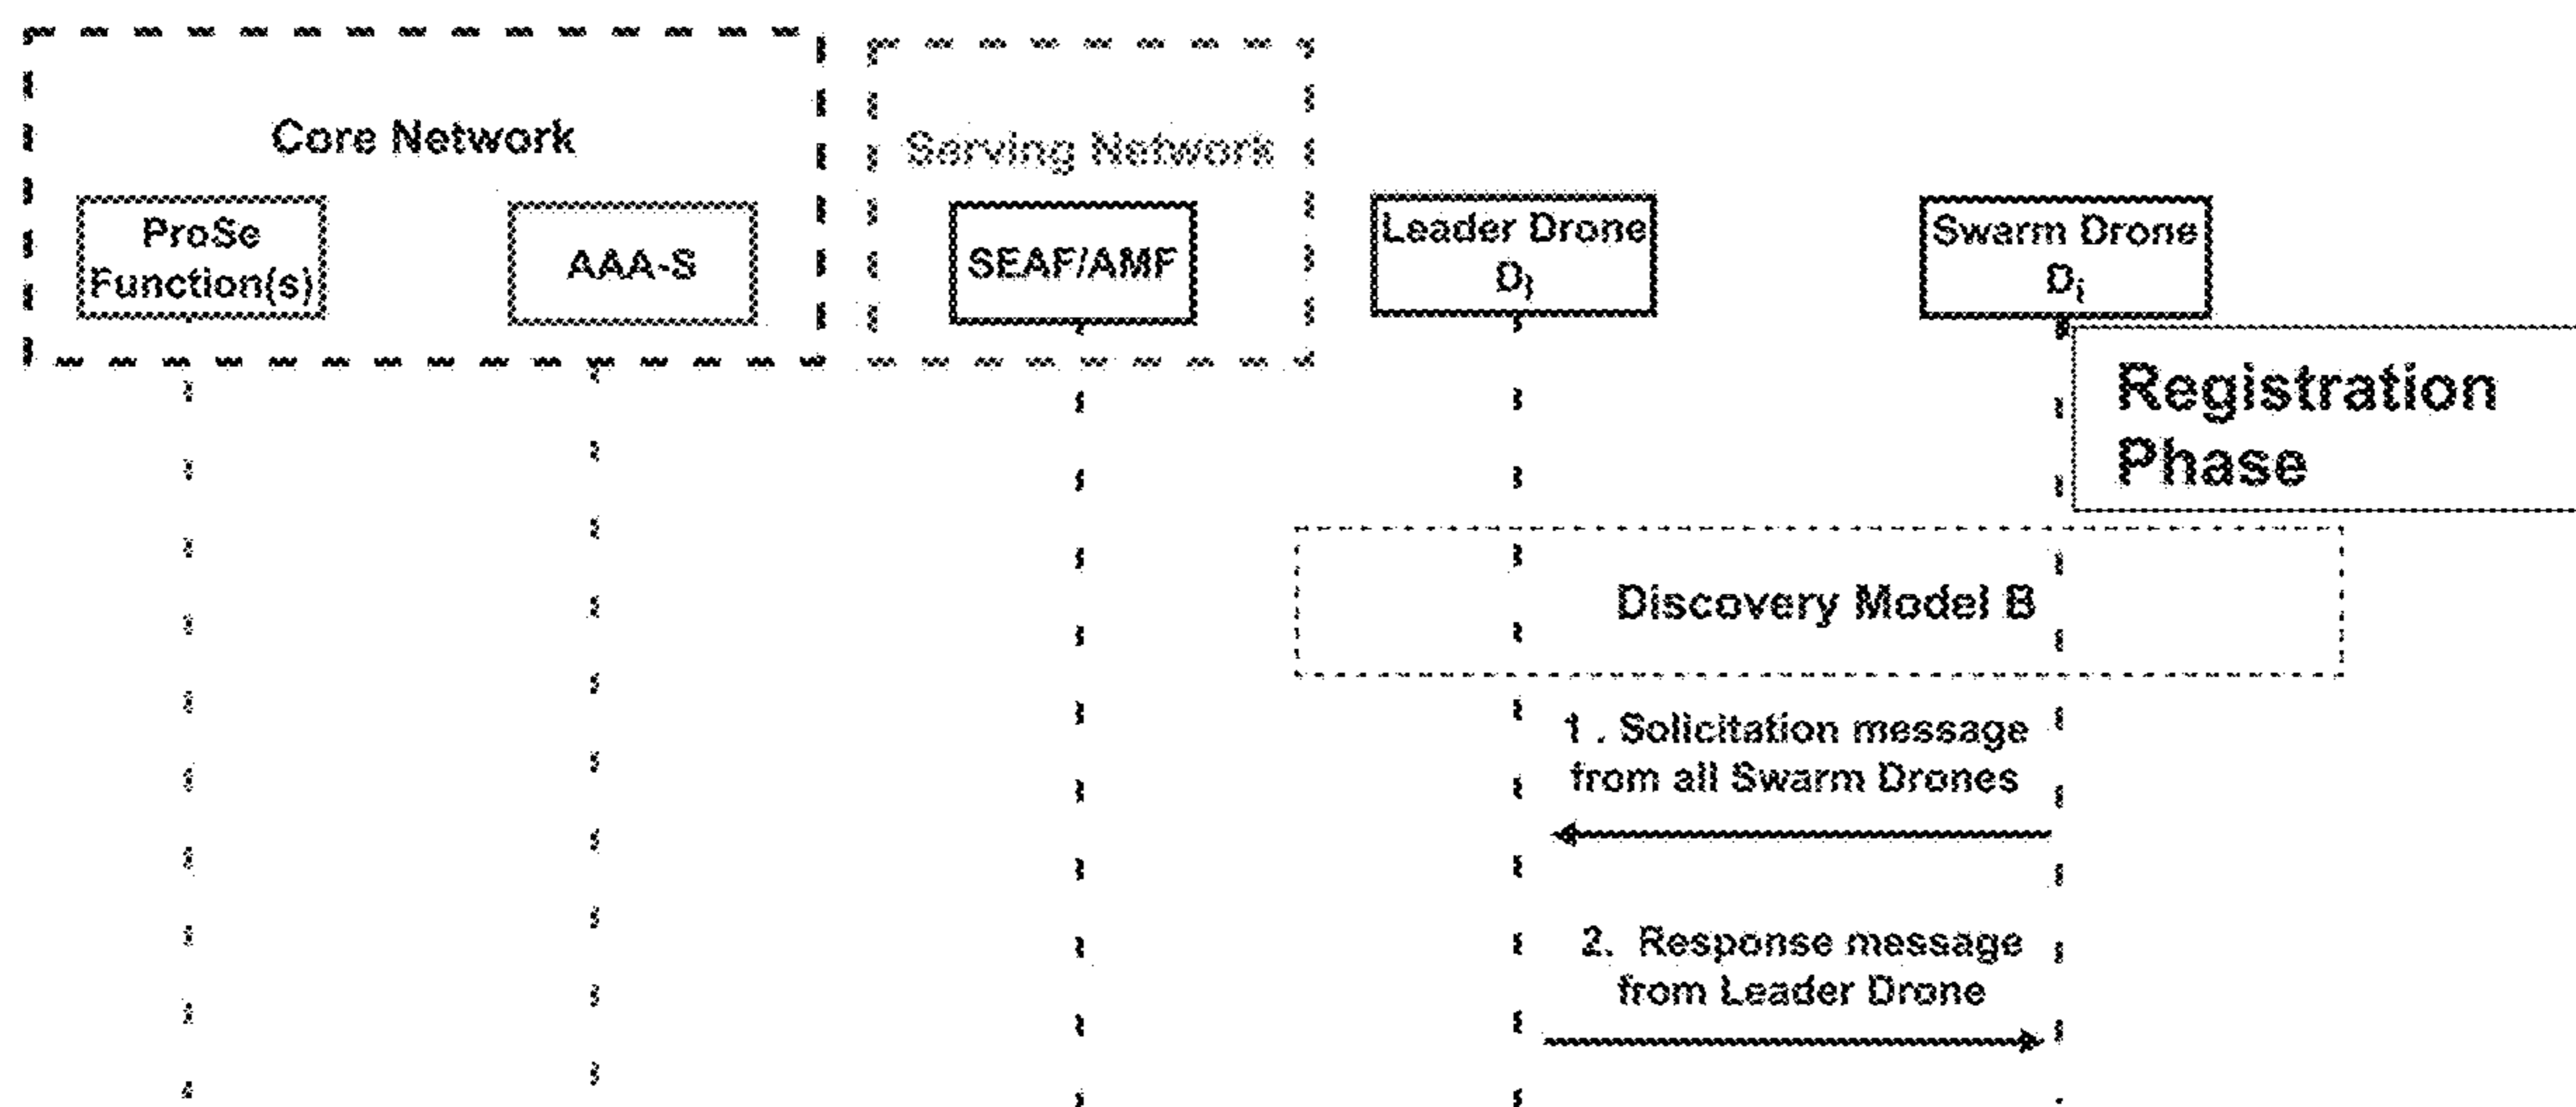 Core Network
Serving Network
ProSe
Function(s)
AAA-S
SEAF/AMF
Leader Drone
Dl
Swarm Drone
Di
Registration
Phase
Discovery Model B
1 . Solicitation message
from all Swarm Drones
2. Response message
from Leader Drone